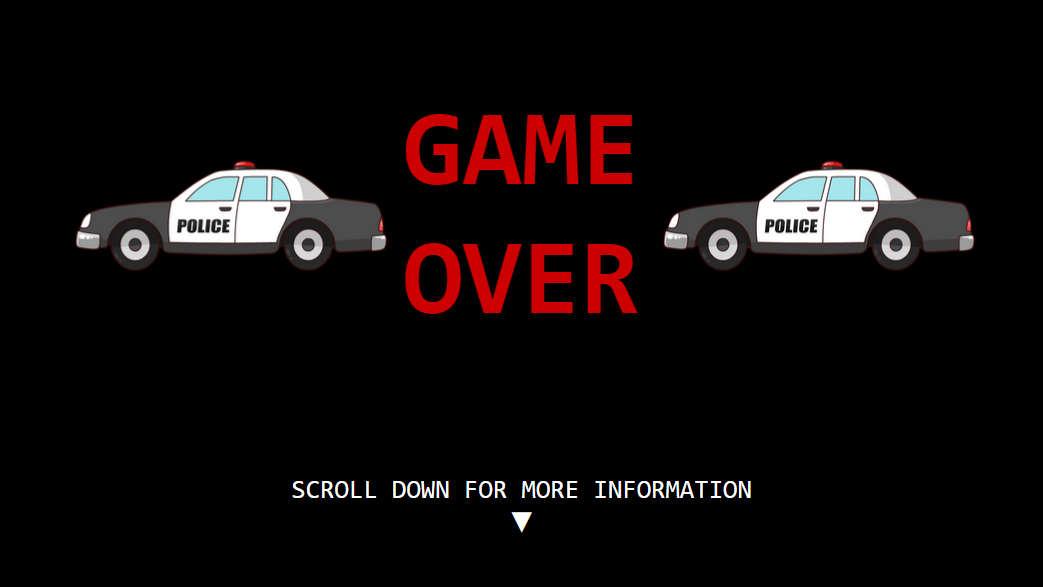 GAME
OVER
POLICE
POLICE
SCROLL DOWN FOR MORE INFORMATION